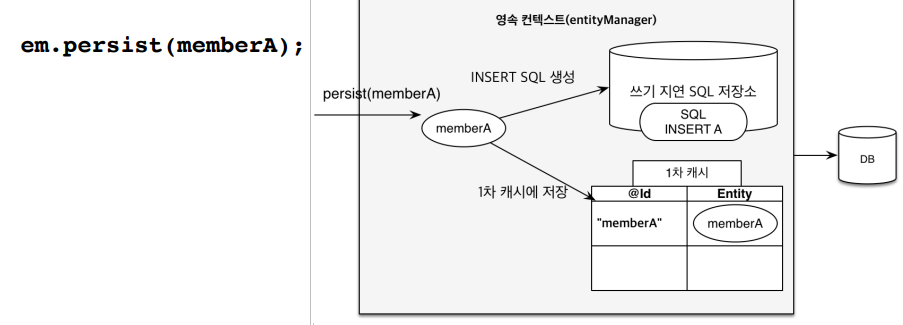 영속 컨텍스트(entityManager)
em.persist(memberA);
INSERT SQL 생성
persist(memberA)
쓰기 지연 SQL 저장소
SQL
INSERT A
memberA
DB
1차 캐시
1차 캐시에 저장
@Id Entity
"memberA" memberA